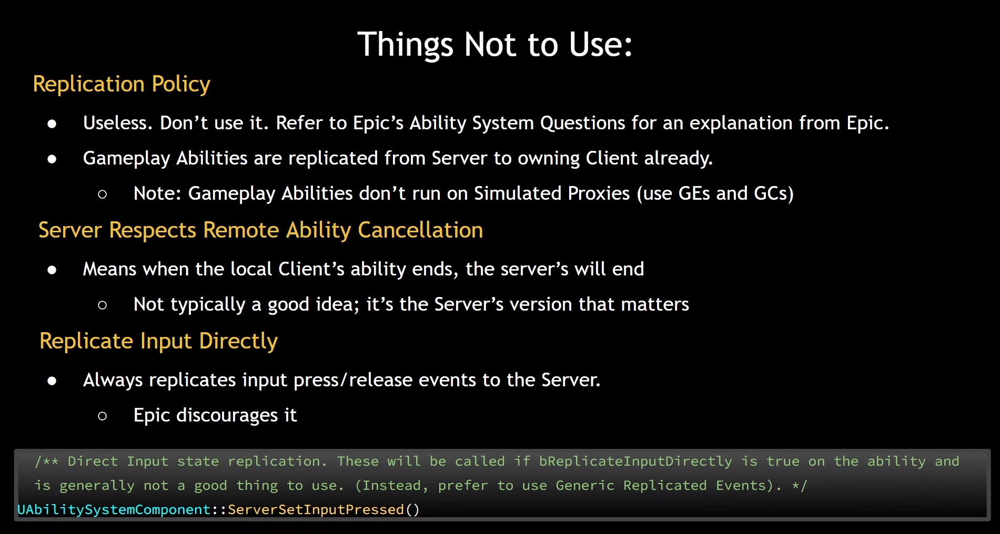 Things Not to Use:
Replication Policy
● Useless. Don’t use it. Refer to Epic’s Ability System Questions for an explanation from Epic.
● Gameplay Abilities are replicated from Server to owning Client already.
○ Note: Gameplay Abilities don’t run on Simulated Proxies (use GEs and GCs)
Server Respects Remote Ability Cancellation
● Means when the local Client’s ability ends, the server’s will end
○ Not typically a good idea; it’s the Server’s version that matters
Replicate Input Directly
● Always replicates input press/release events to the Server.
○ Epic discourages it
/** Direct Input state replication. These will be called if bReplicateInputDirectly is true on the ability and
is generally not a good thing to use. (Instead, prefer to use Generic Replicated Events). */
UAbilitySystemComponent::ServerSetInputPressed()